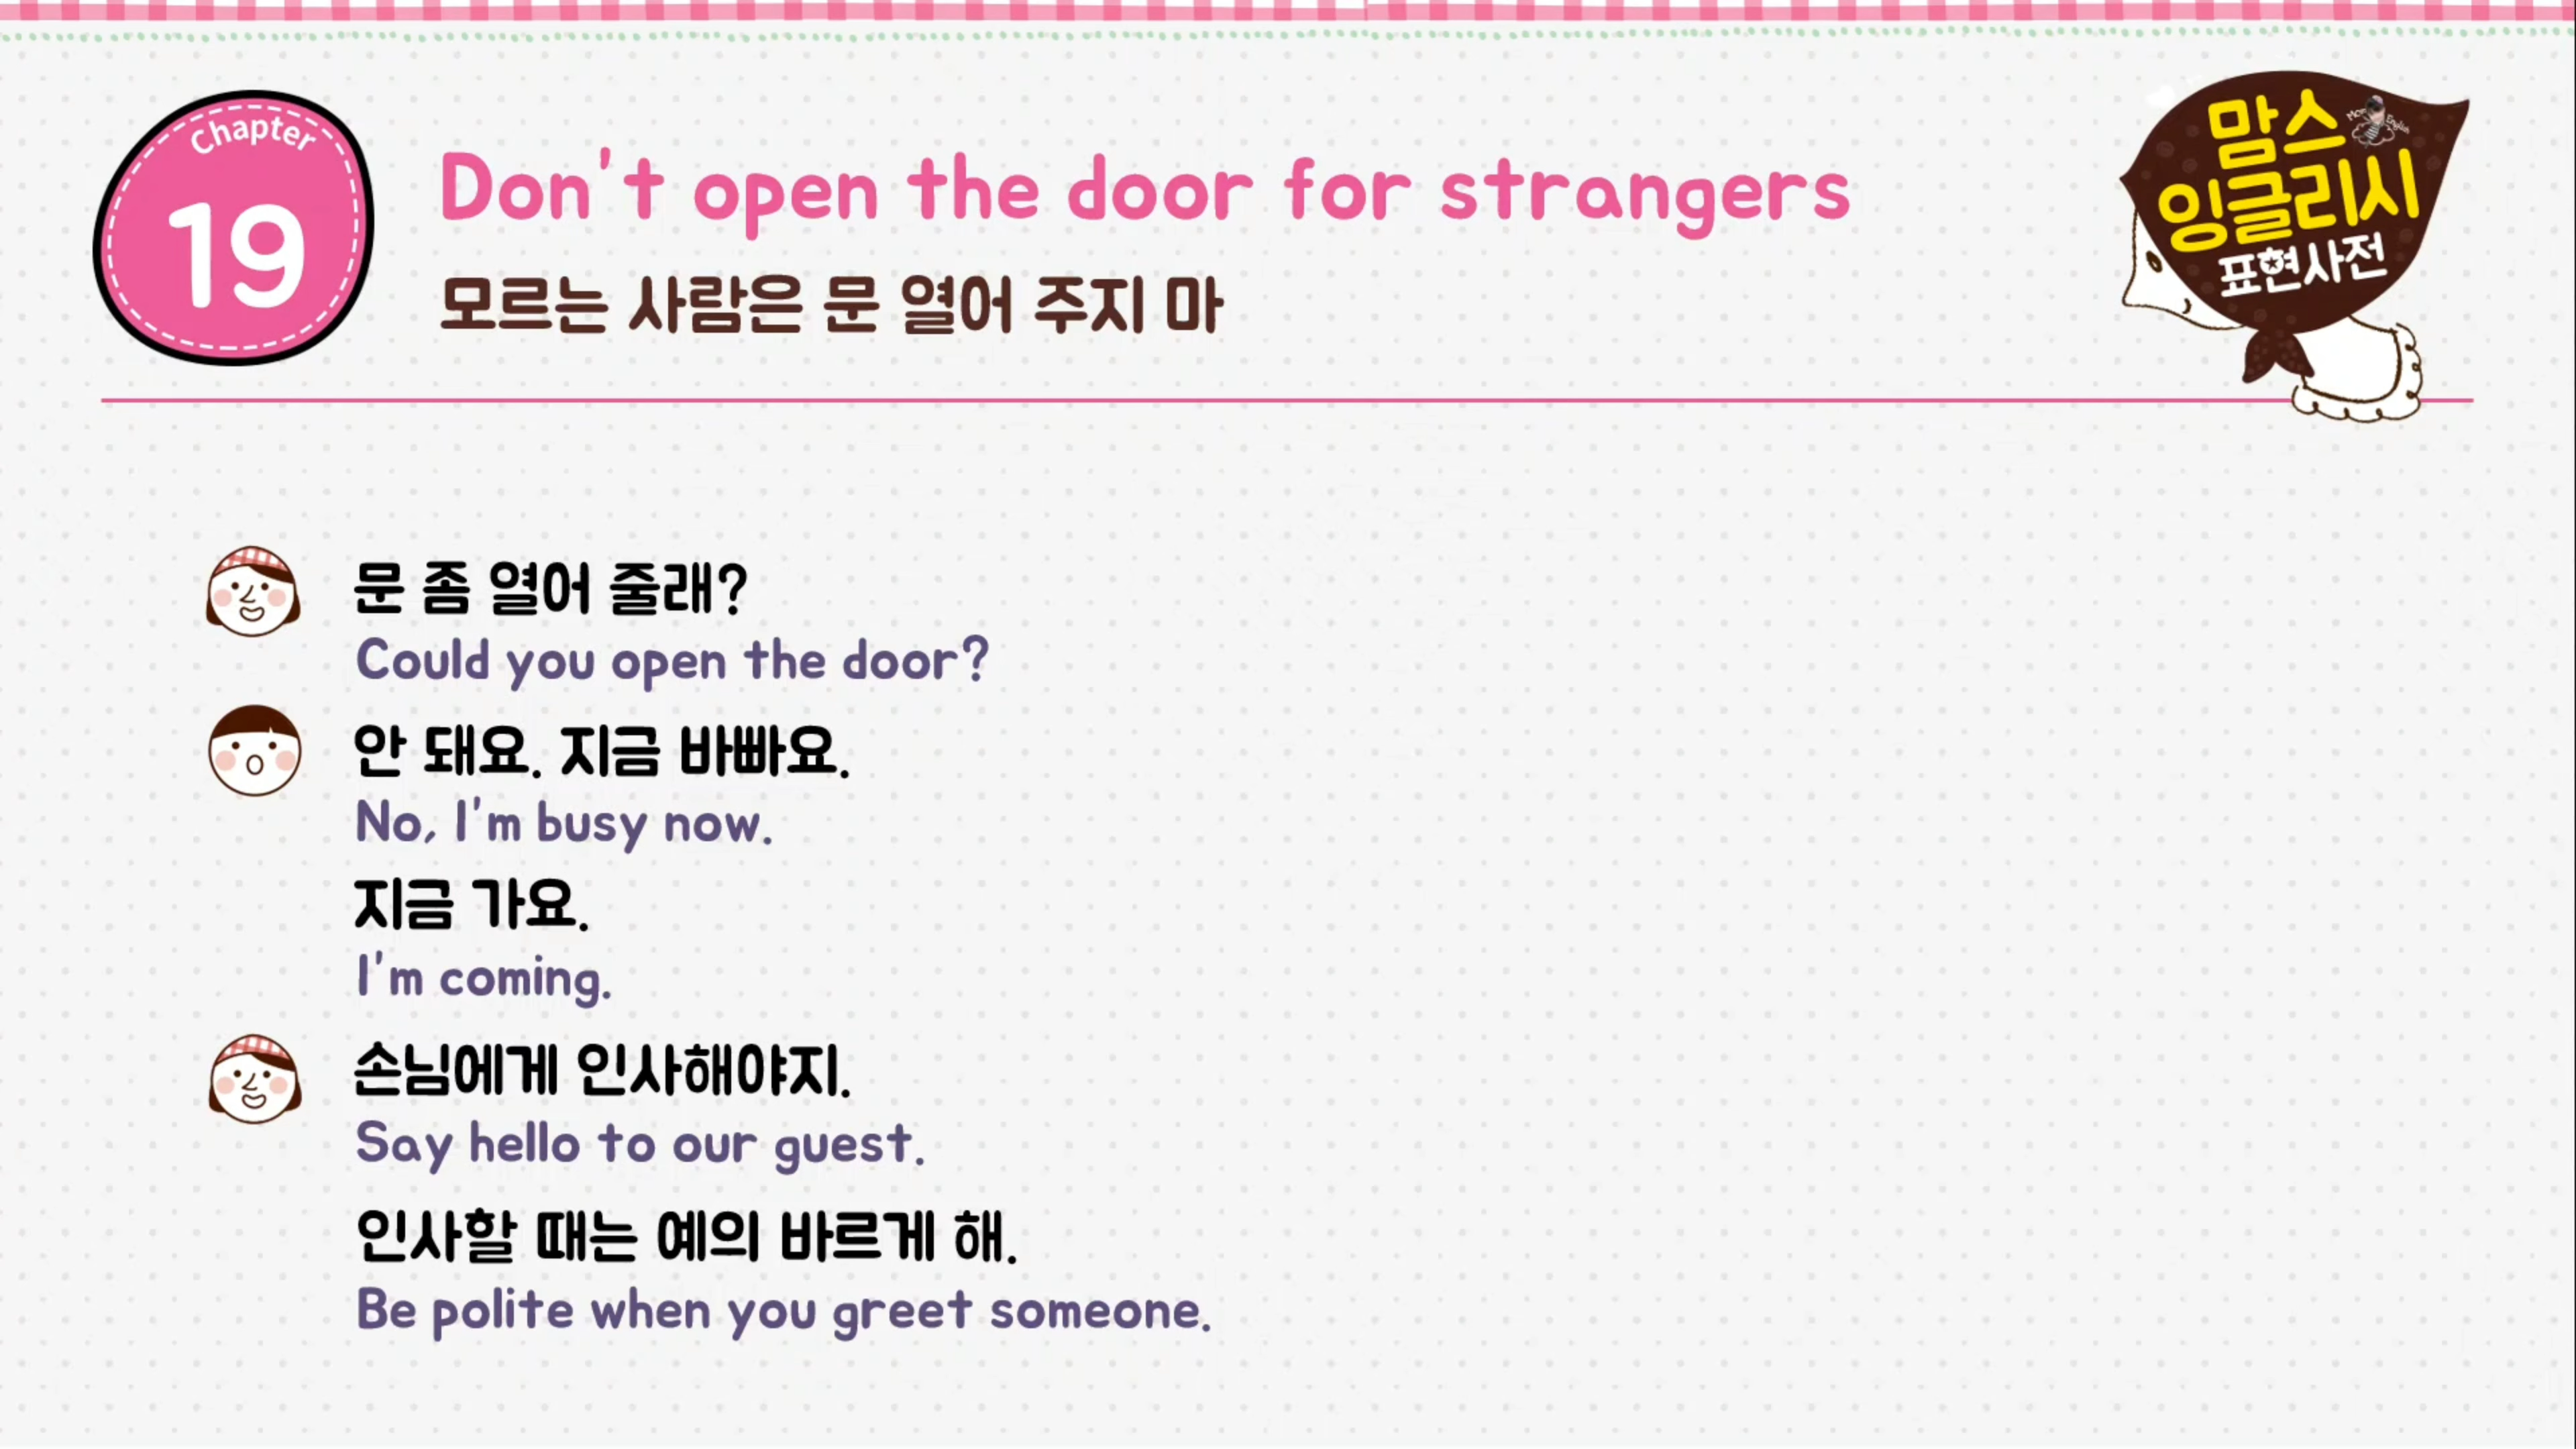 Chapter
19
Don't open the door for strangers
모르는 사람은 문 열어 주지 마
맘스
잉글리시
표현사전
문 좀 열어 줄래?
Could you open the door?
안 돼요. 지금 바빠요.
No, I'm busy now.
지금 가요.
I'm coming.
손님에게 인사해야지.
Say hello to our guest.
인사할 때는 예의 바르게 해.
Be polite when you greet someone.